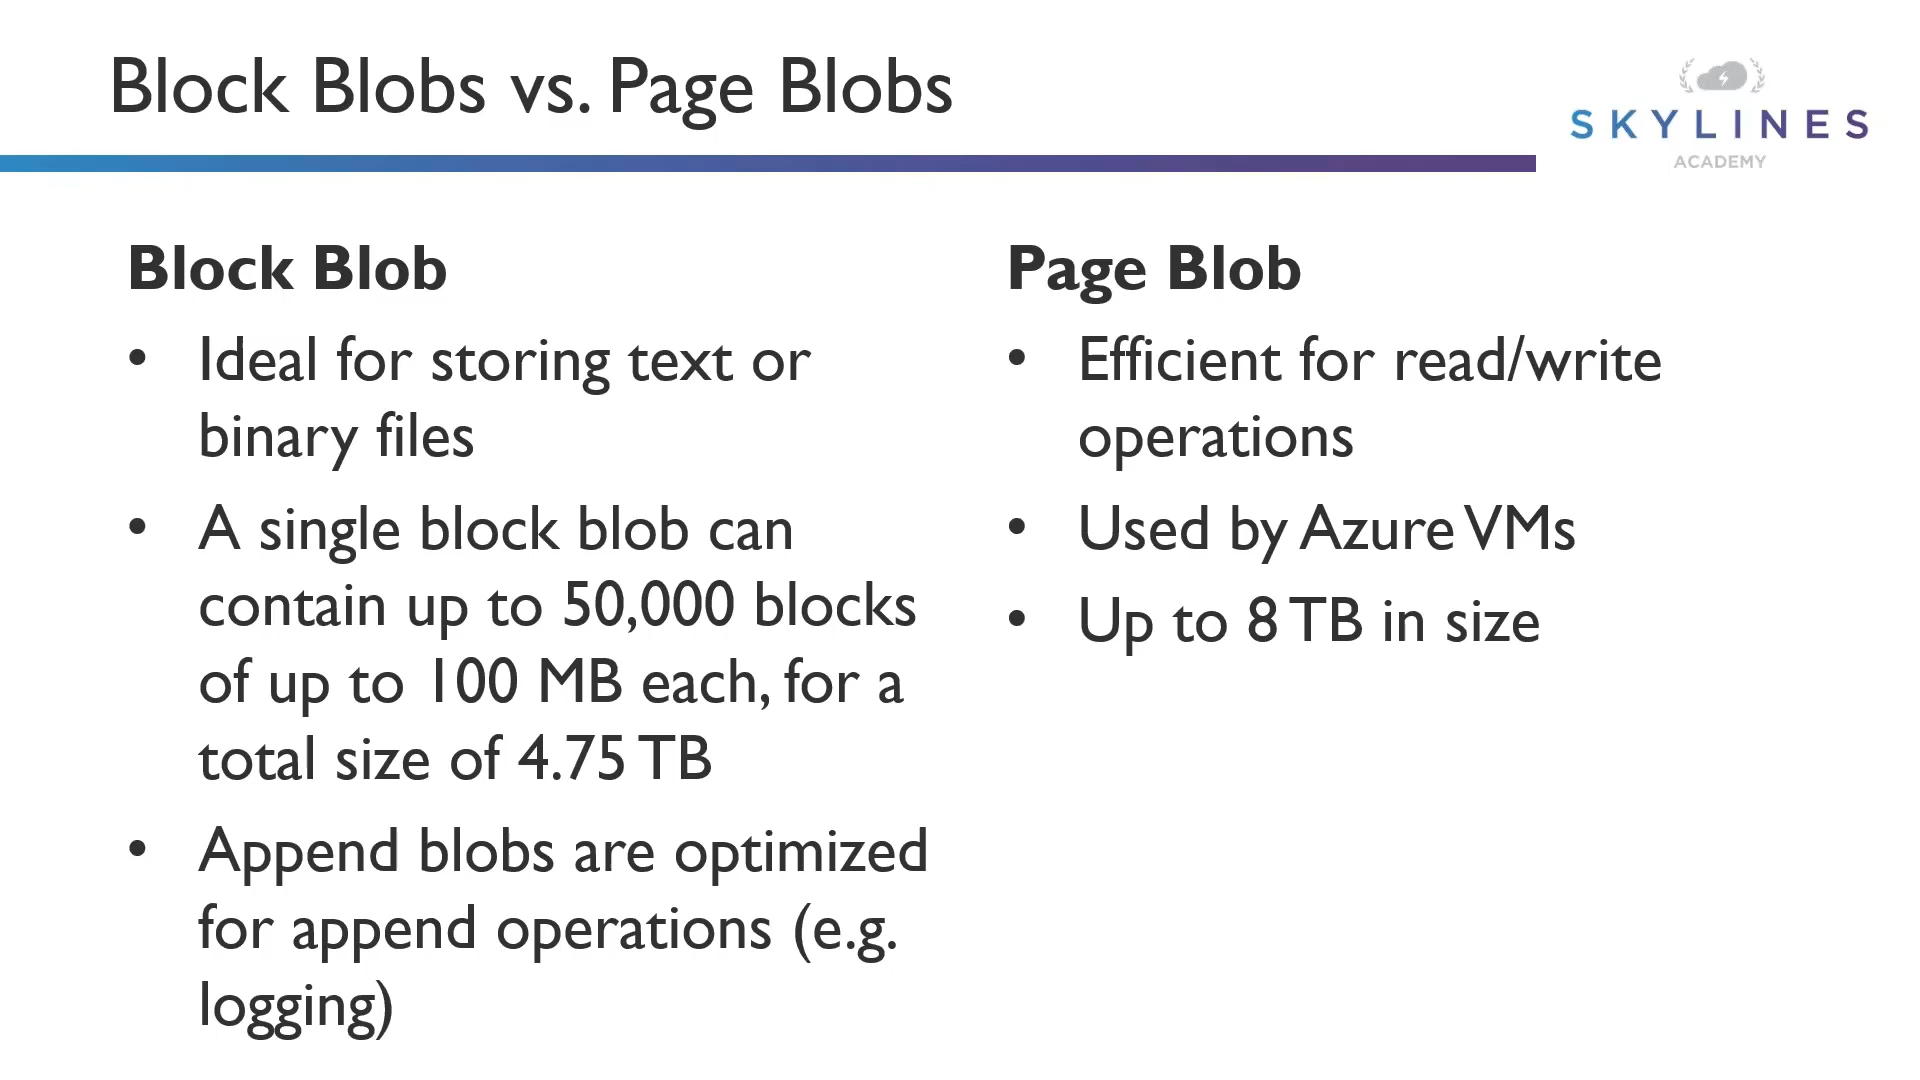 Block Blobs vs. Page Blobs
SKYLINES
ACADEMY
Block Blob
• Ideal for storing text or
binary files
• A single block blob can
contain up to 50,000 blocks
of up to 100 MB each, for a
total size of 4.75 TB
• Append blobs are optimized
for append operations (e.g.
logging)
Page Blob
• Efficient for read/write
operations
• Used by Azure VMs
• Up to 8 TB in size